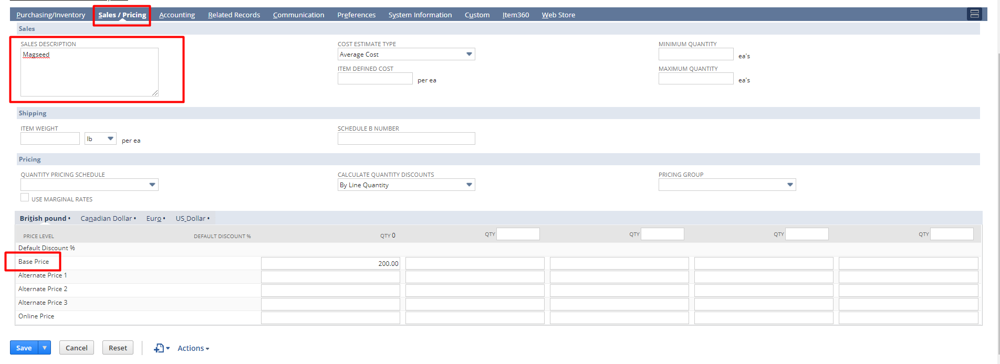 Purchasing/Inventory Sales / Pricing Accounting Related Records Communication Preferences System Information Custom Item360 Web Store
Sales
SALES DESCRIPTION COST ESTIMATE TYPE MINIMUM QUANTITY
Magseed Average Cost ea's
ITEM DEFINED COST MAXIMUM QUANTITY
per ea ea's
Shipping
ITEM WEIGHT SCHEDULE B NUMBER
lb per ea
Pricing
QUANTITY PRICING SCHEDULE CALCULATE QUANTITY DISCOUNTS PRICING GROUP
By Line Quantity
USE MARGINAL RATES
British pound • Canadian Dollar • Euro • US Dollar •
PRICE LEVEL DEFAULT DISCOUNT % QTY 0 QTY QTY QTY QTY
Default Discount %
Base Price 200.00
Alternate Price 1
Alternate Price 2
Alternate Price 3
Online Price
Save Cancel Reset Actions